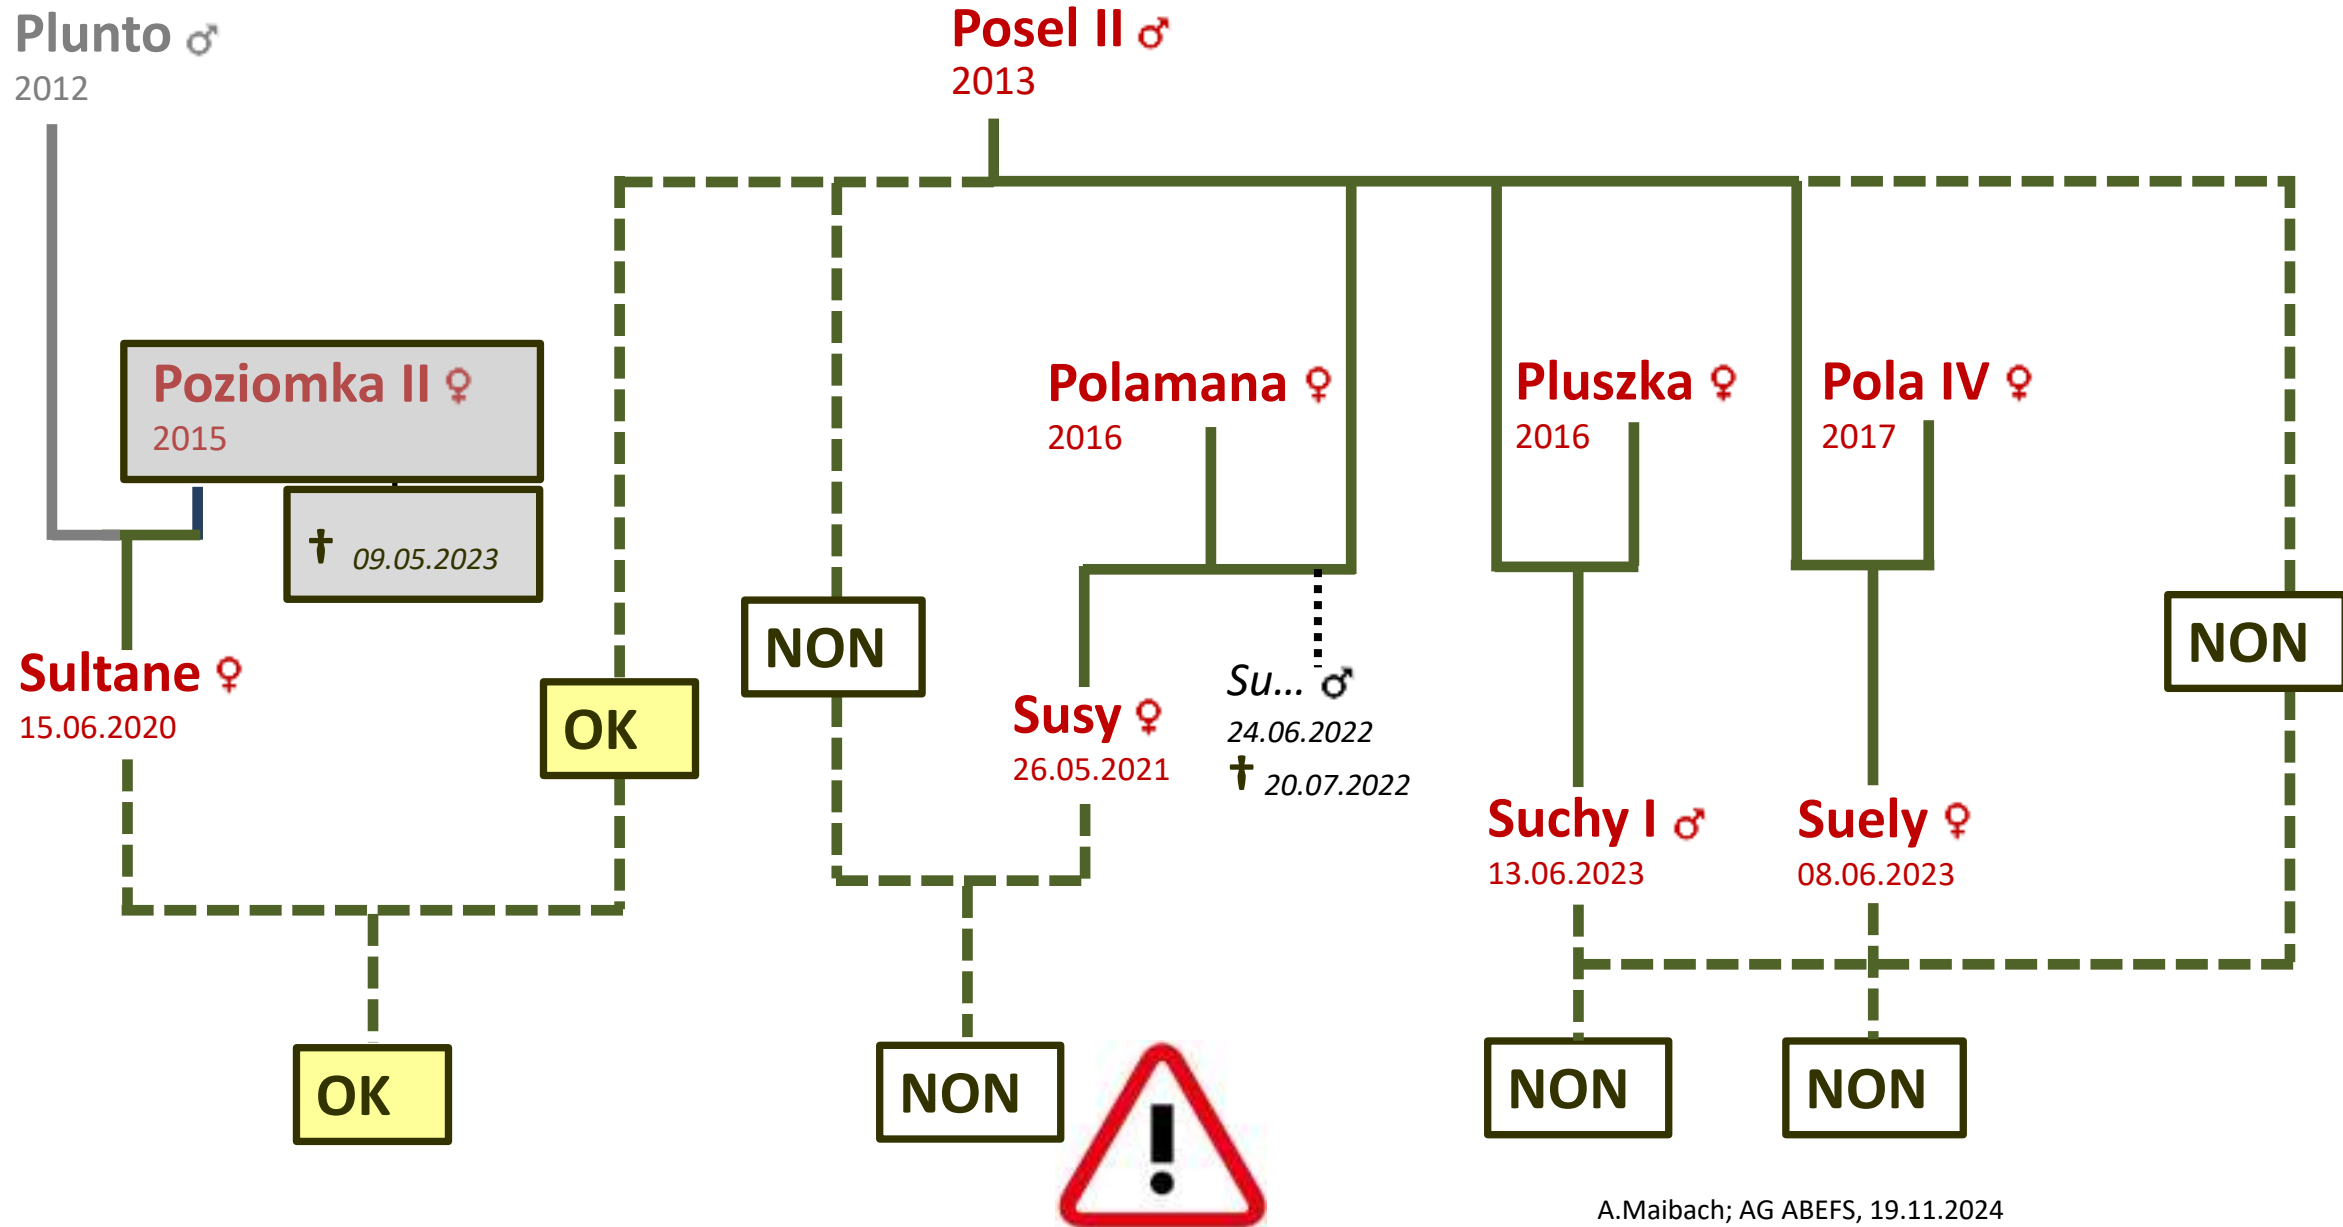 Plunto ♂
2012
Posel II ♂
2013
Poziomka II ♀
2015
† 09.05.2023
Polamana ♀
2016
Pluszka ♀
2016
Pola IV ♀
2017
Sultane ♀
15.06.2020
OK
NON
Susy ♀
26.05.2021
Su... ♂
24.06.2022
† 20.07.2022
Suchy I ♂
13.06.2023
Suely ♀
08.06.2023
NON
OK
NON
!
NON
NON
A.Maibach; AG ABEFS, 19.11.2024